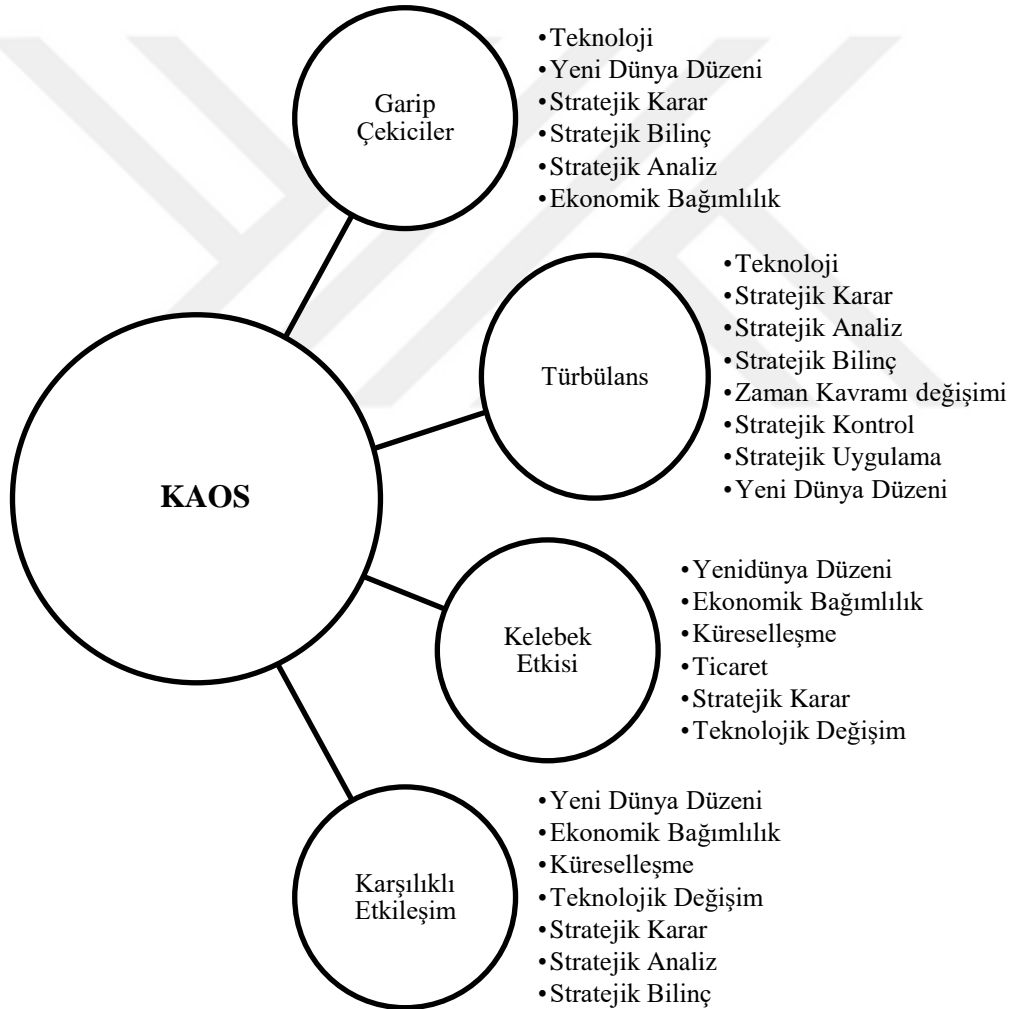 Garip
Çekiciler
•Teknoloji
•Yeni Dünya Düzeni
•Stratejik Karar
•Stratejik Bilinç
•Stratejik Analiz
•Ekonomik Bağımlılık
Türbülans
•Teknoloji
•Stratejik Karar
•Stratejik Analiz
•Stratejik Bilinç
•Zaman Kavramı değişimi
•Stratejik Kontrol
•Stratejik Uygulama
•Yeni Dünya Düzeni
KAOS
Kelebek
Etkisi
•Yenidünya Düzeni
•Ekonomik Bağımlılık
•Küreselleşme
•Ticaret
•Stratejik Karar
•Teknolojik Değişim
Karşılıklı
Etkileşim
•Yeni Dünya Düzeni
•Ekonomik Bağımlılık
•Küreselleşme
•Teknolojik Değişim
•Stratejik Karar
•Stratejik Analiz
•Stratejik Bilinç